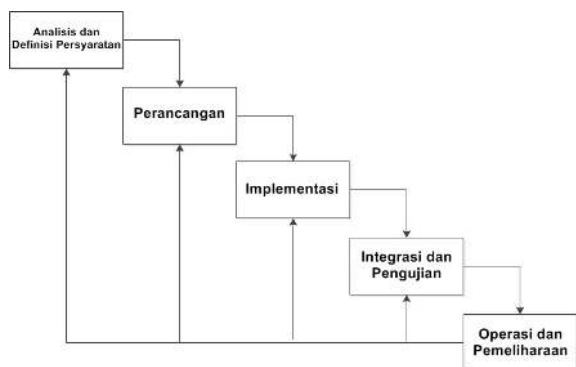 Analisis dan
Definisi Persyaratan
Perancangan
Implementasi
Integrasi dan
Pengujian
Operasi dan
Pemeliharaan